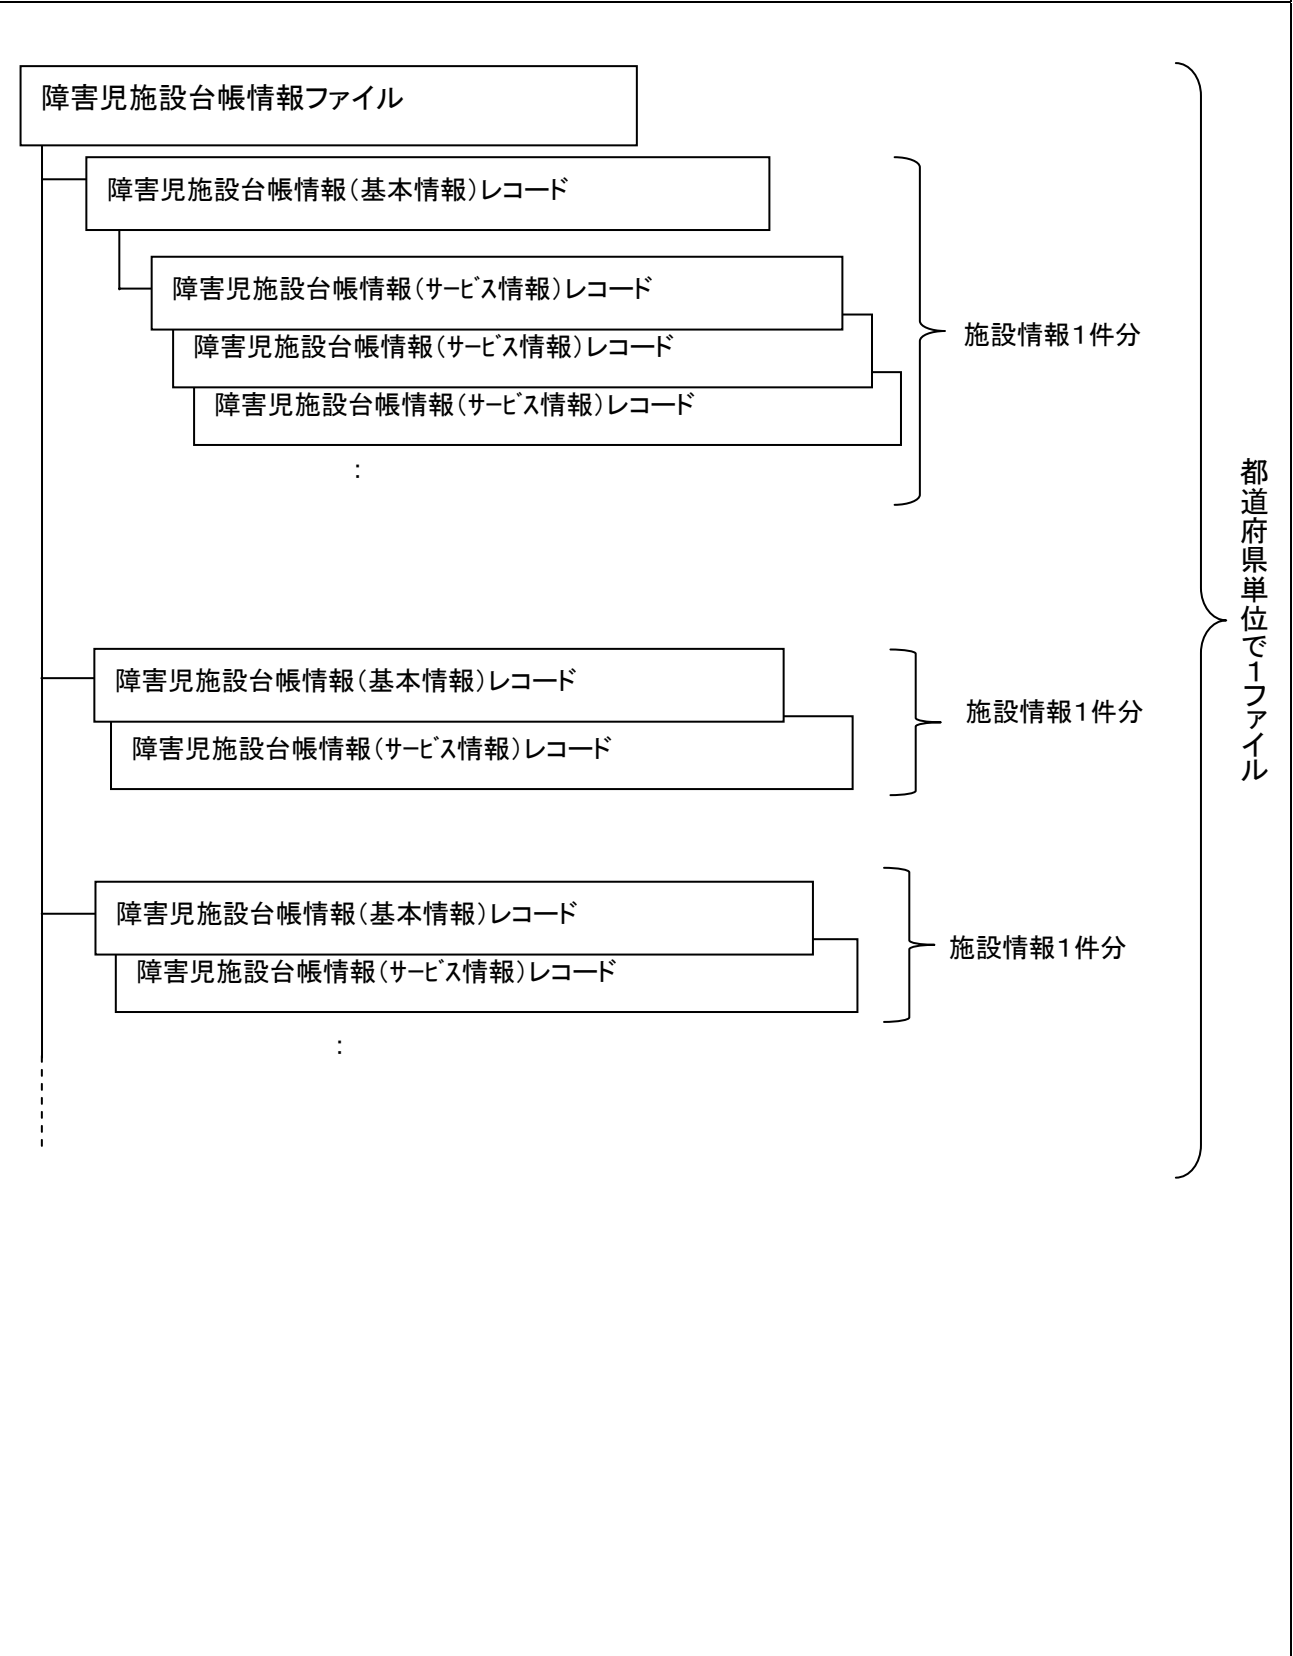 障害児施設台帳情報ファイル
障害児施設台帳情報（基本情報）レコード
障害児施設台帳情報（ｻｰﾋﾞｽ情報）レコード
障害児施設台帳情報（ｻｰﾋﾞｽ情報）レコード
障害児施設台帳情報（ｻｰﾋﾞｽ情報）レコード
：
施設情報１件分
障害児施設台帳情報（基本情報）レコード
障害児施設台帳情報（ｻｰﾋﾞｽ情報）レコード
施設情報１件分
障害児施設台帳情報（基本情報）レコード
障害児施設台帳情報（ｻｰﾋﾞｽ情報）レコード
：
施設情報１件分
都道府県単位で１ファイル